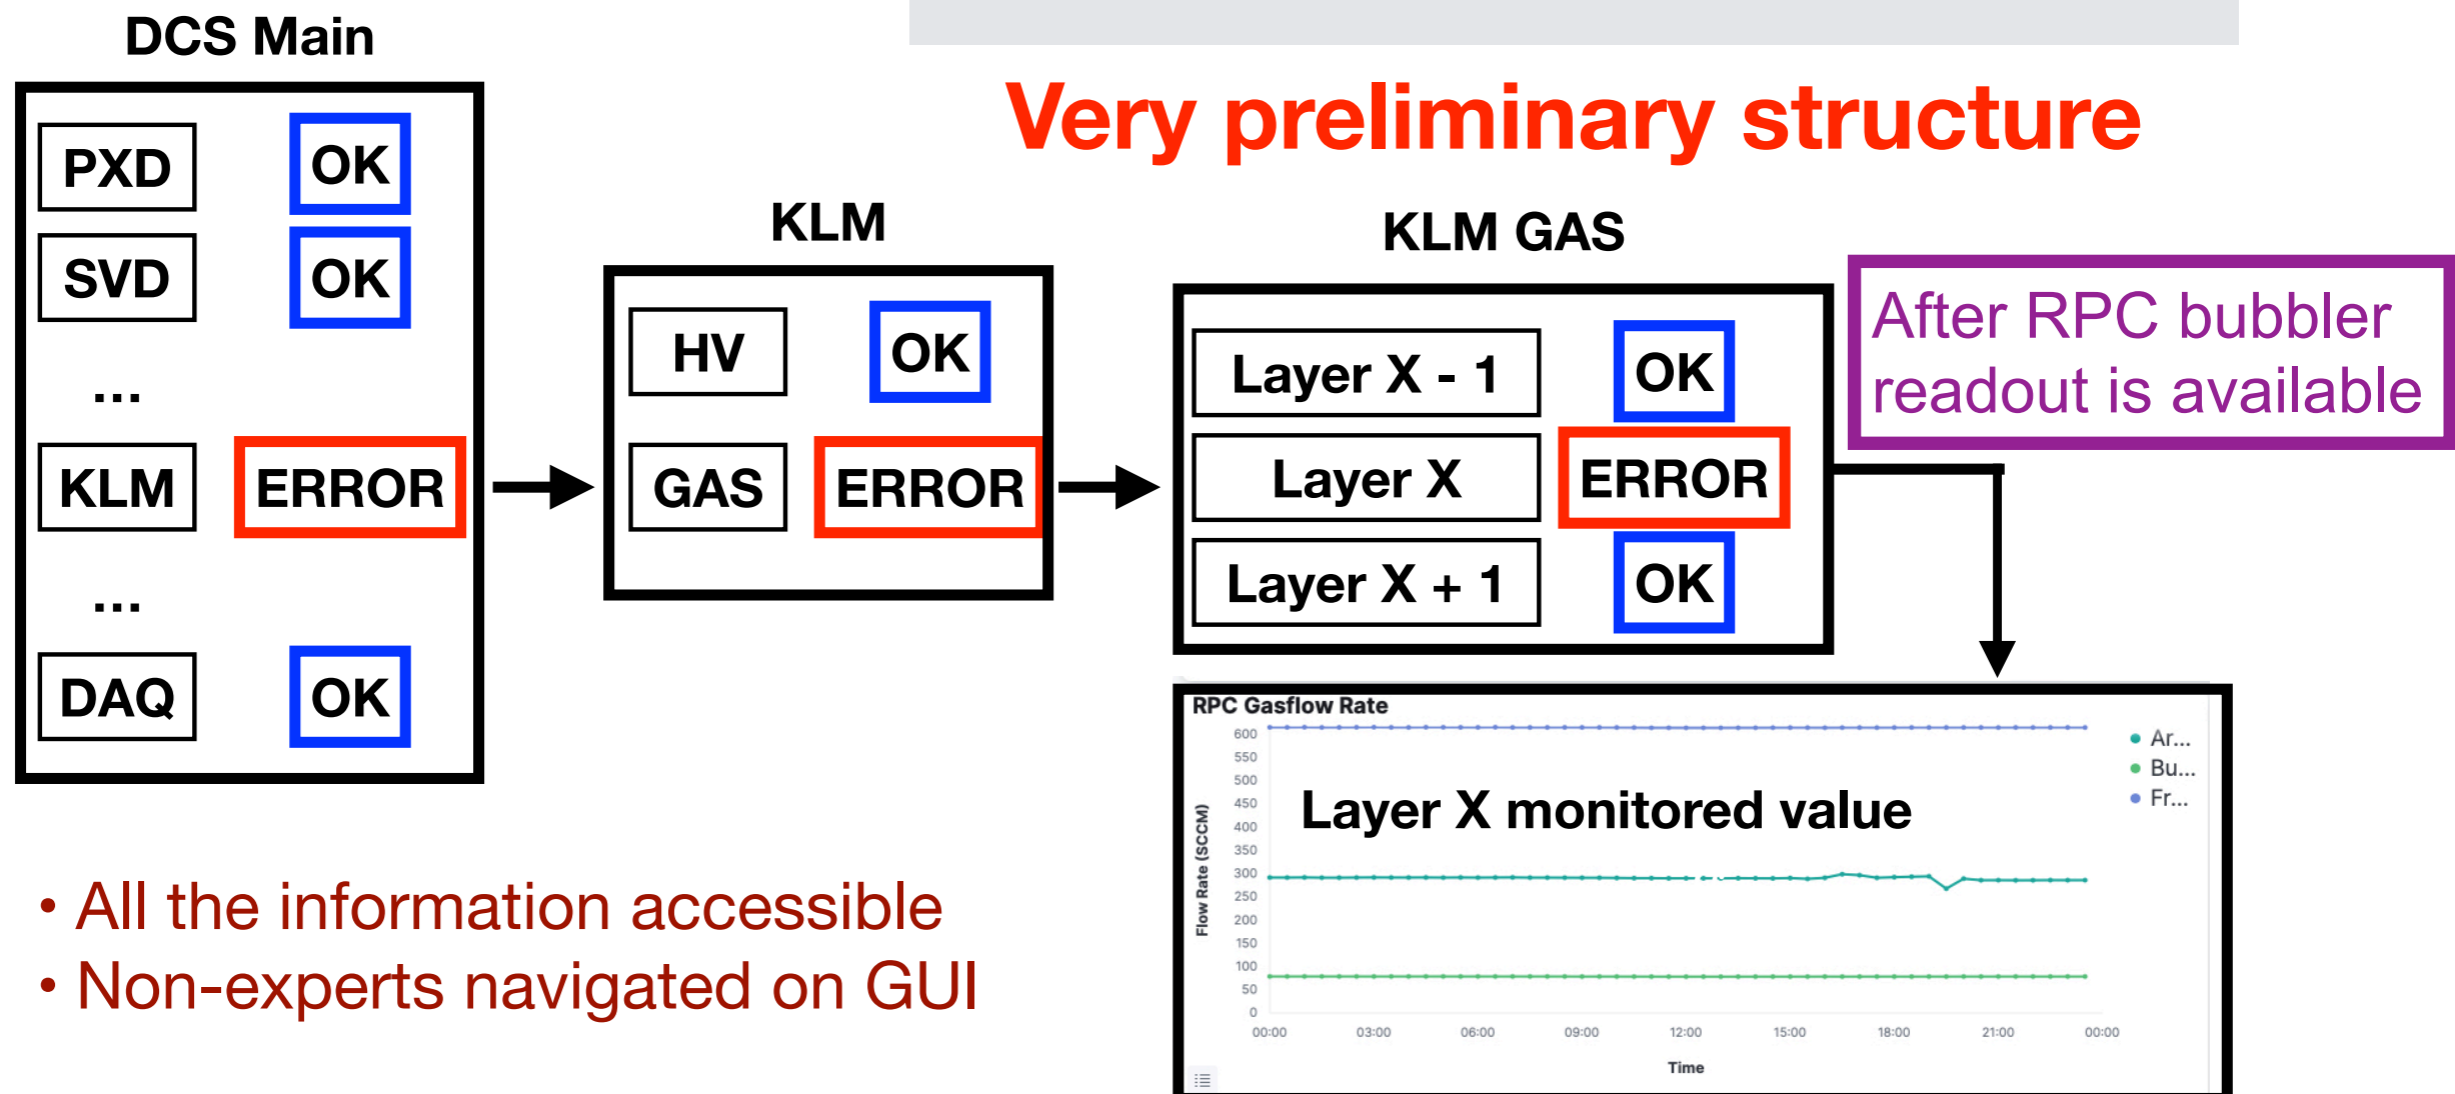 DCS Main
PXD OK
SVD OK
...
KLM ERROR
...
DAQ OK
Very preliminary structure
KLM
HV OK
GAS ERROR
KLM GAS
Layer X - 1 OK
Layer X ERROR
Layer X + 1 OK
After RPC bubbler
readout is available
RPC Gasflow Rate
600
550
500
450
400
350
300
250
200
150
100
50
0
Flow Rate (SCCM)
Layer X monitored value
Ar...
Bu...
Fr...
00:00 03:00 06:00 09:00 12:00 15:00 18:00 21:00 00:00
Time
• All the information accessible
• Non-experts navigated on GUI